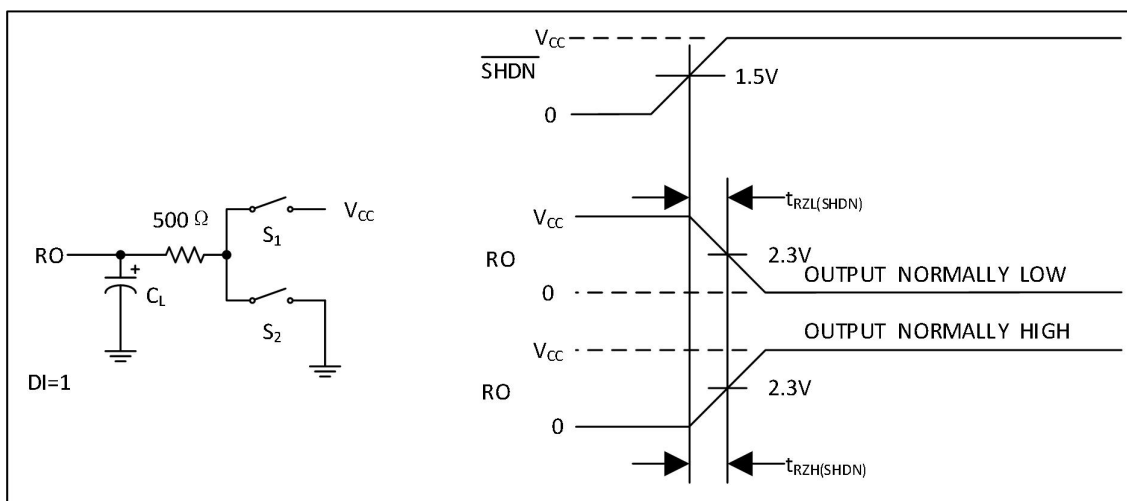 V_CC
SHDN
1.5V
0
500 Ω
V_CC
S_1
RO
C_L
S_2
DI=1
t_RZL(SHDN)
V_CC
RO
2.3V
OUTPUT NORMALLY LOW
0
OUTPUT NORMALLY HIGH
V_CC
RO
2.3V
0
t_RZH(SHDN)